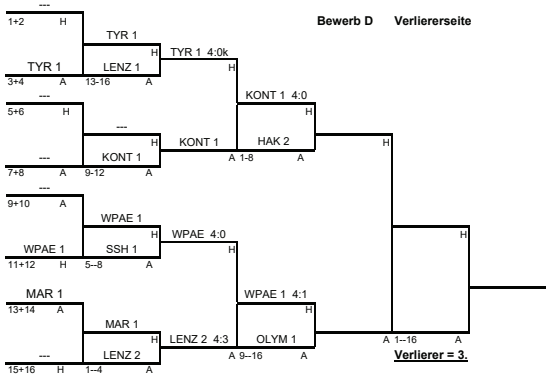 ---
1+2 H
Bewerb D Verliererseite
TYR 1
H TYR 1 4:0k
TYR 1 LENZ 1 H
3+4 A 13-16 A
--- KONT 1 4:0
5+6 H H
---
H KONT 1 HAK 2 H
--- KONT 1 A 1-8 A
7+8 A 9-12 A
---
9+10 A
WPAE 1
H WPAE 4:0 H
WPAE 1 SSH 1 H
11+12 H 5--8 A
MAR 1 WPAE 1 4:1
13+14 A H
MAR 1
H LENZ 2 4:3 OLYM 1 A 1--16 A
--- LENZ 2 A 9--16 A Verlierer = 3.
15+16 H 1--4 A